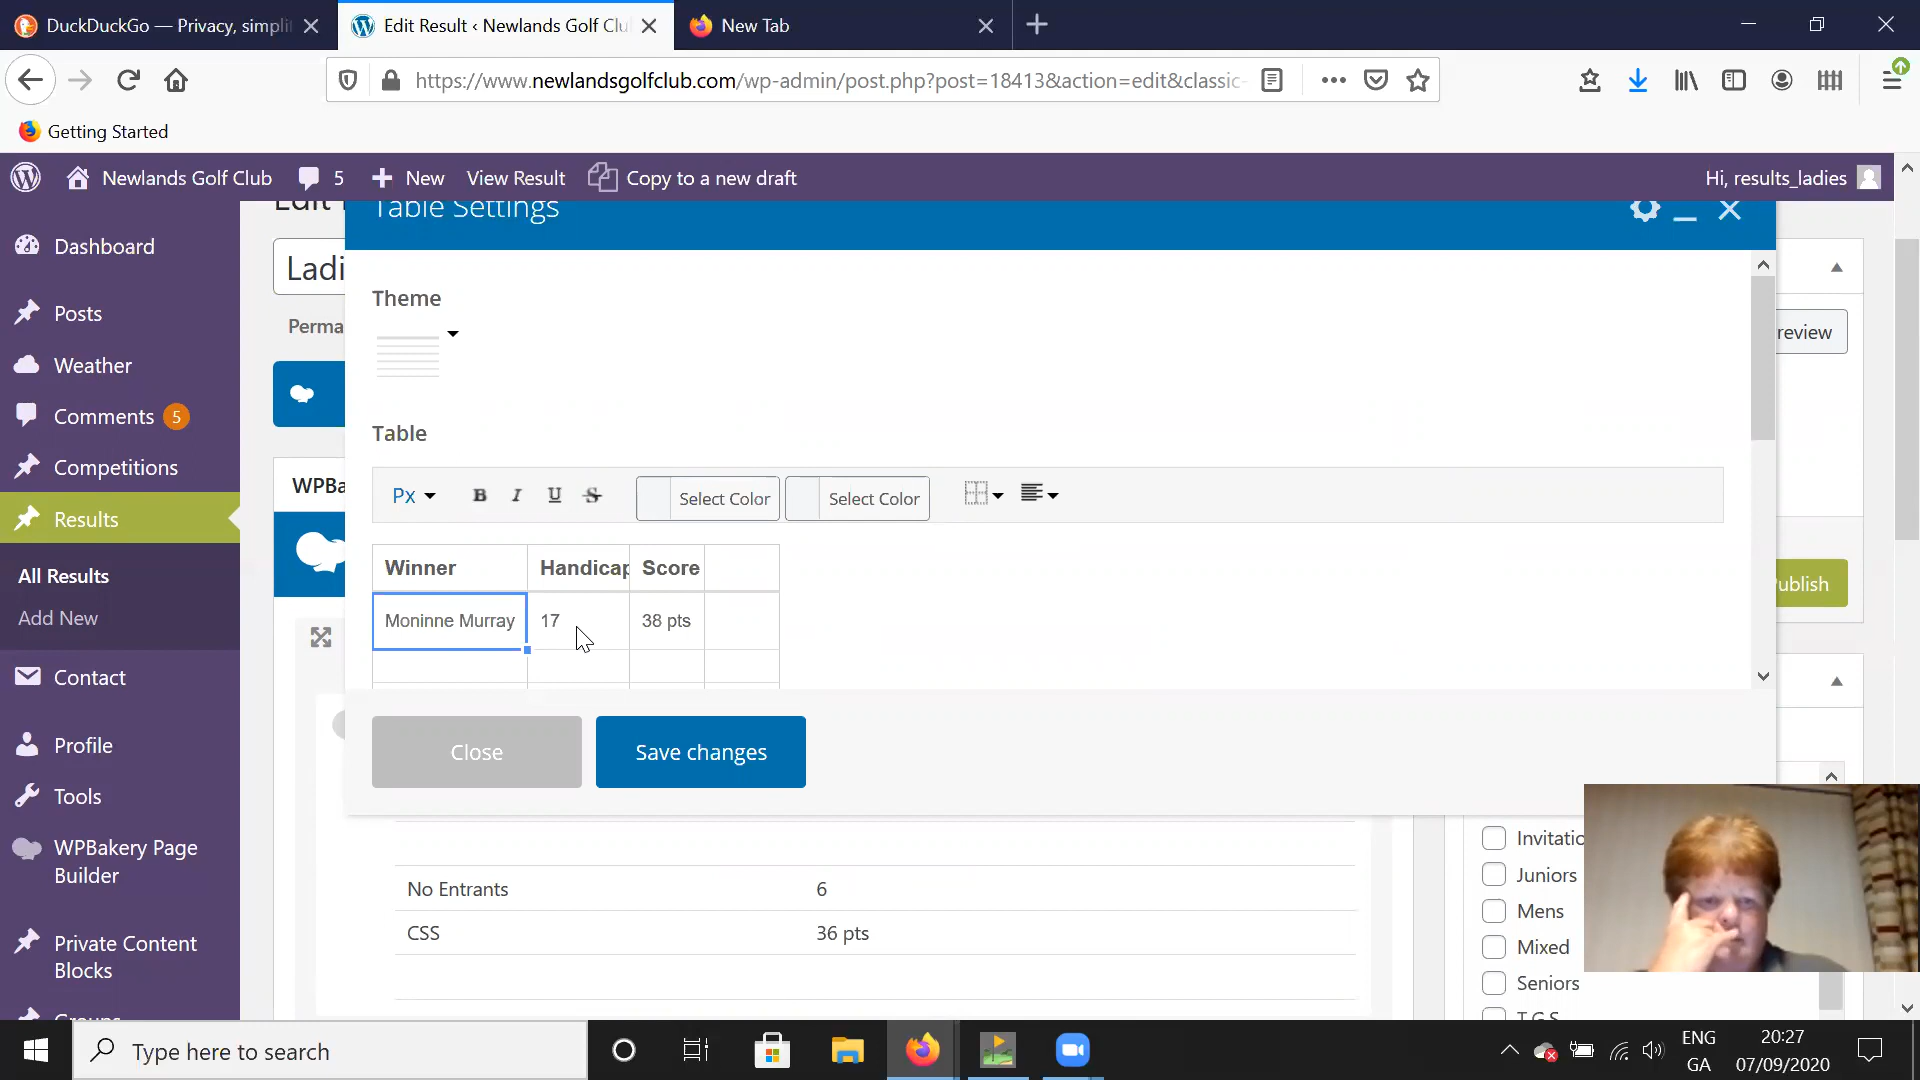 DuckDuckGo — Privacy, simpli
Edit Result ‹ Newlands Golf Clu
New Tab
https://www.newlandsgolfclub.com/wp-admin/post.php?post=18413&action=edit&classic-
Getting Started
Newlands Golf Club
5
New
View Result
Copy to a new draft
Hi, results_ladies
Dashboard
Posts
Weather
Comments 5
Competitions
Results
All Results
Add New
Contact
Profile
Tools
WPBakery Page
Builder
Private Content
Blocks
Groups
Edit
Ladi
Perma
WPBa
Table Settings
Theme
Table
Px
B I U S
Select Color
Select Color
Winner Handicap Score
Moninne Murray 17 38 pts
Close
Save changes
No Entrants 6
CSS 36 pts
review
ublish
Invitatio
Juniors
Mens
Mixed
Seniors
T.G.S
Type here to search
ENG
GA
20:27
07/09/2020